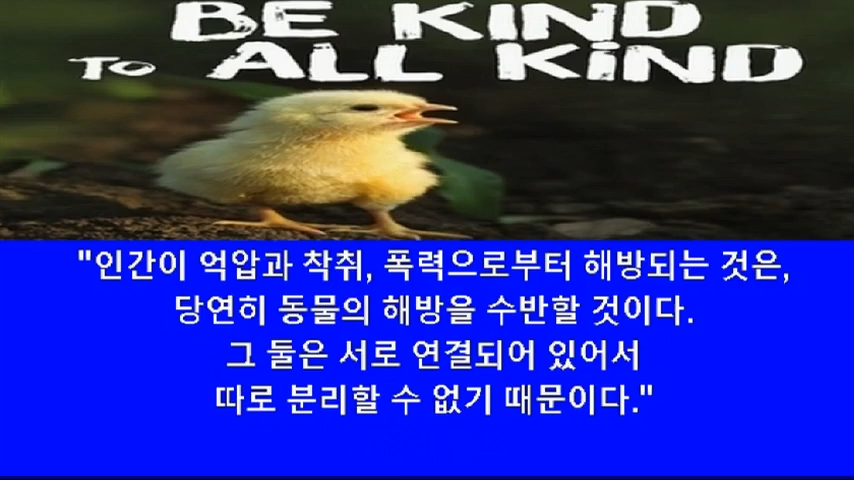 BE KIND
TO ALL KIND
"인간이 억압과 착취, 폭력으로부터 해방되는 것은,
당연히 동물의 해방을 수반할 것이다.
그 둘은 서로 연결되어 있어서
따로 분리할 수 없기 때문이다."